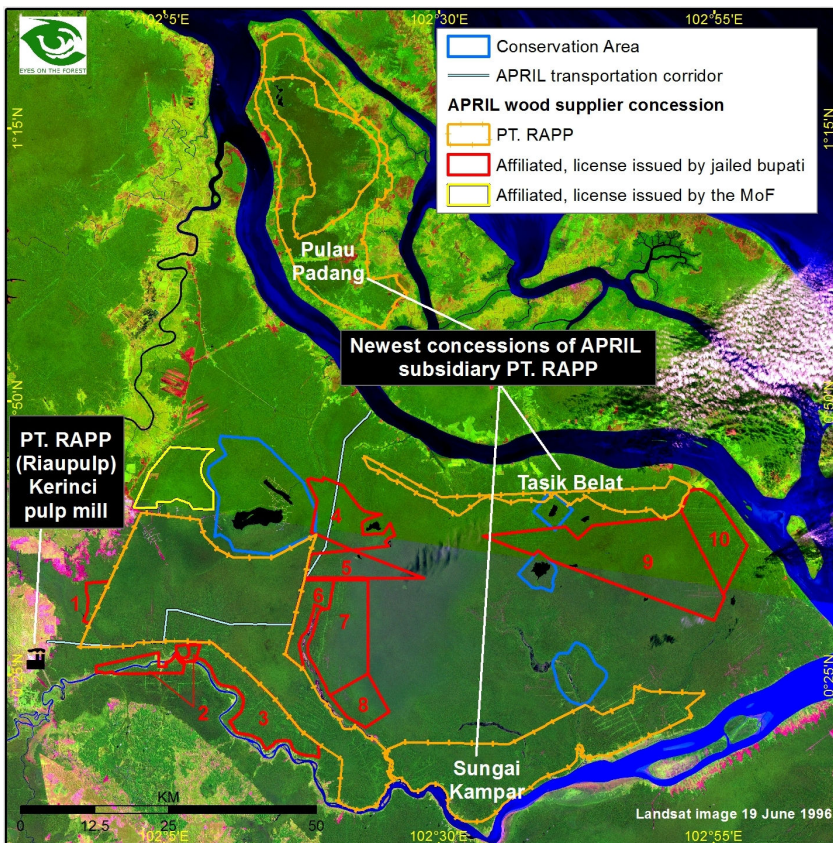 102°5'E
102°30'E
102°55'E
EYES ON THE FOREST
Conservation Area
APRIL transportation corridor
APRIL wood supplier concession
PT. RAPP
Affiliated, license issued by jailed bupati
Affiliated, license issued by the MoF
1°15'N
Pulau
Padang
Newest concessions of APRIL
subsidiary PT. RAPP
0°50'N
PT. RAPP
(Riaupulp)
Kerinci
pulp mill
Tasik Belat
4
10
9
5
6
7
1
8
2
3
0°25'N
0°25'N
Sungai
Kampar
KM
0 12.5 25 50
Landsat image 19 June 1996
102°5'E
102°30'E
102°55'E